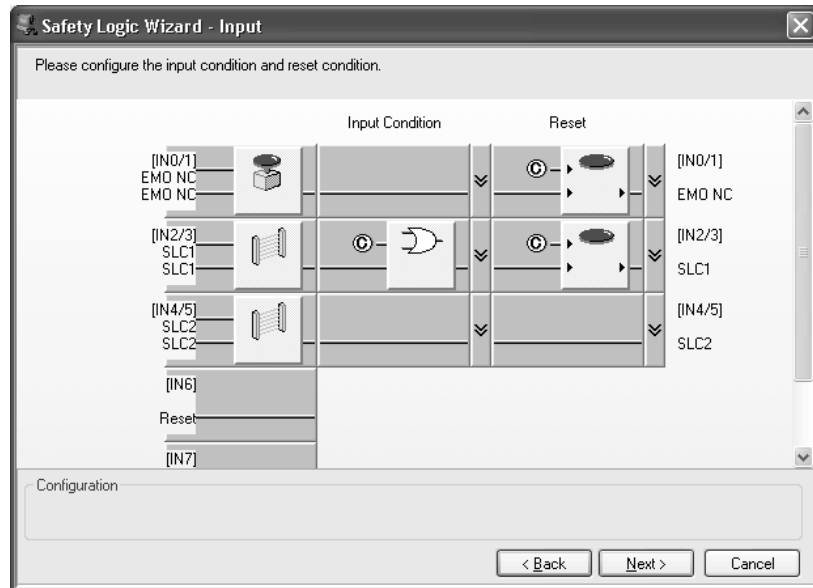 Safety Logic Wizard - Input
Please configure the input condition and reset condition.
Input Condition Reset
[IN0/1]
EMO NC
EMO NC
© [IN0/1]
EMO NC
[IN2/3]
SLC1
SLC1
© © [IN2/3]
SLC1
[IN4/5]
SLC2
SLC2
[IN4/5]
SLC2
[IN6]
Reset
[IN7]
Configuration
< Back Next > Cancel